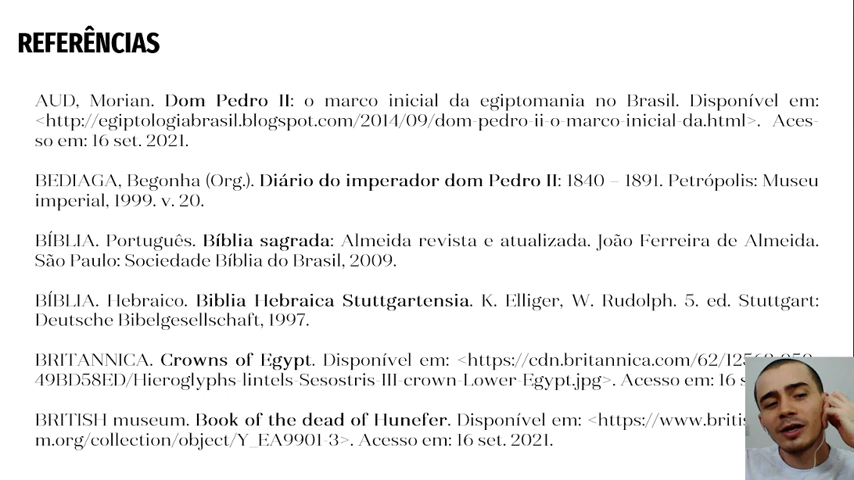 REFERÊNCIAS
AUD, Morian. Dom Pedro II: o marco inicial da egiptomania no Brasil. Disponível em:
<http://egiptologiabrasil.blogspot.com/2014/09/dom-pedro-ii-o-marco-inicial-da.html>. Aces-
so em: 16 set. 2021.
BEDIAGA, Begonha (Org.). Diário do imperador dom Pedro II: 1840 – 1891. Petrópolis: Museu
imperial, 1999. v. 20.
BÍBLIA. Português. Bíblia sagrada: Almeida revista e atualizada. João Ferreira de Almeida.
São Paulo: Sociedade Bíblia do Brasil, 2009.
BÍBLIA. Hebraico. Biblia Hebraica Stuttgartensia. K. Elliger, W. Rudolph. 5. ed. Stuttgart:
Deutsche Bibelgesellschaft, 1997.
BRITANNICA. Crowns of Egypt. Disponível em: <https://cdn.britannica.com/62/
49BD58ED/Hieroglyphs-lintels-Sesostris-III-crown-Lower-Egypt.jpg>. Acesso em: 16
BRITISH museum. Book of the dead of Hunefer. Disponível em: <https://www.britis
m.org/collection/object/Y_EA9901-3>. Acesso em: 16 set. 2021.